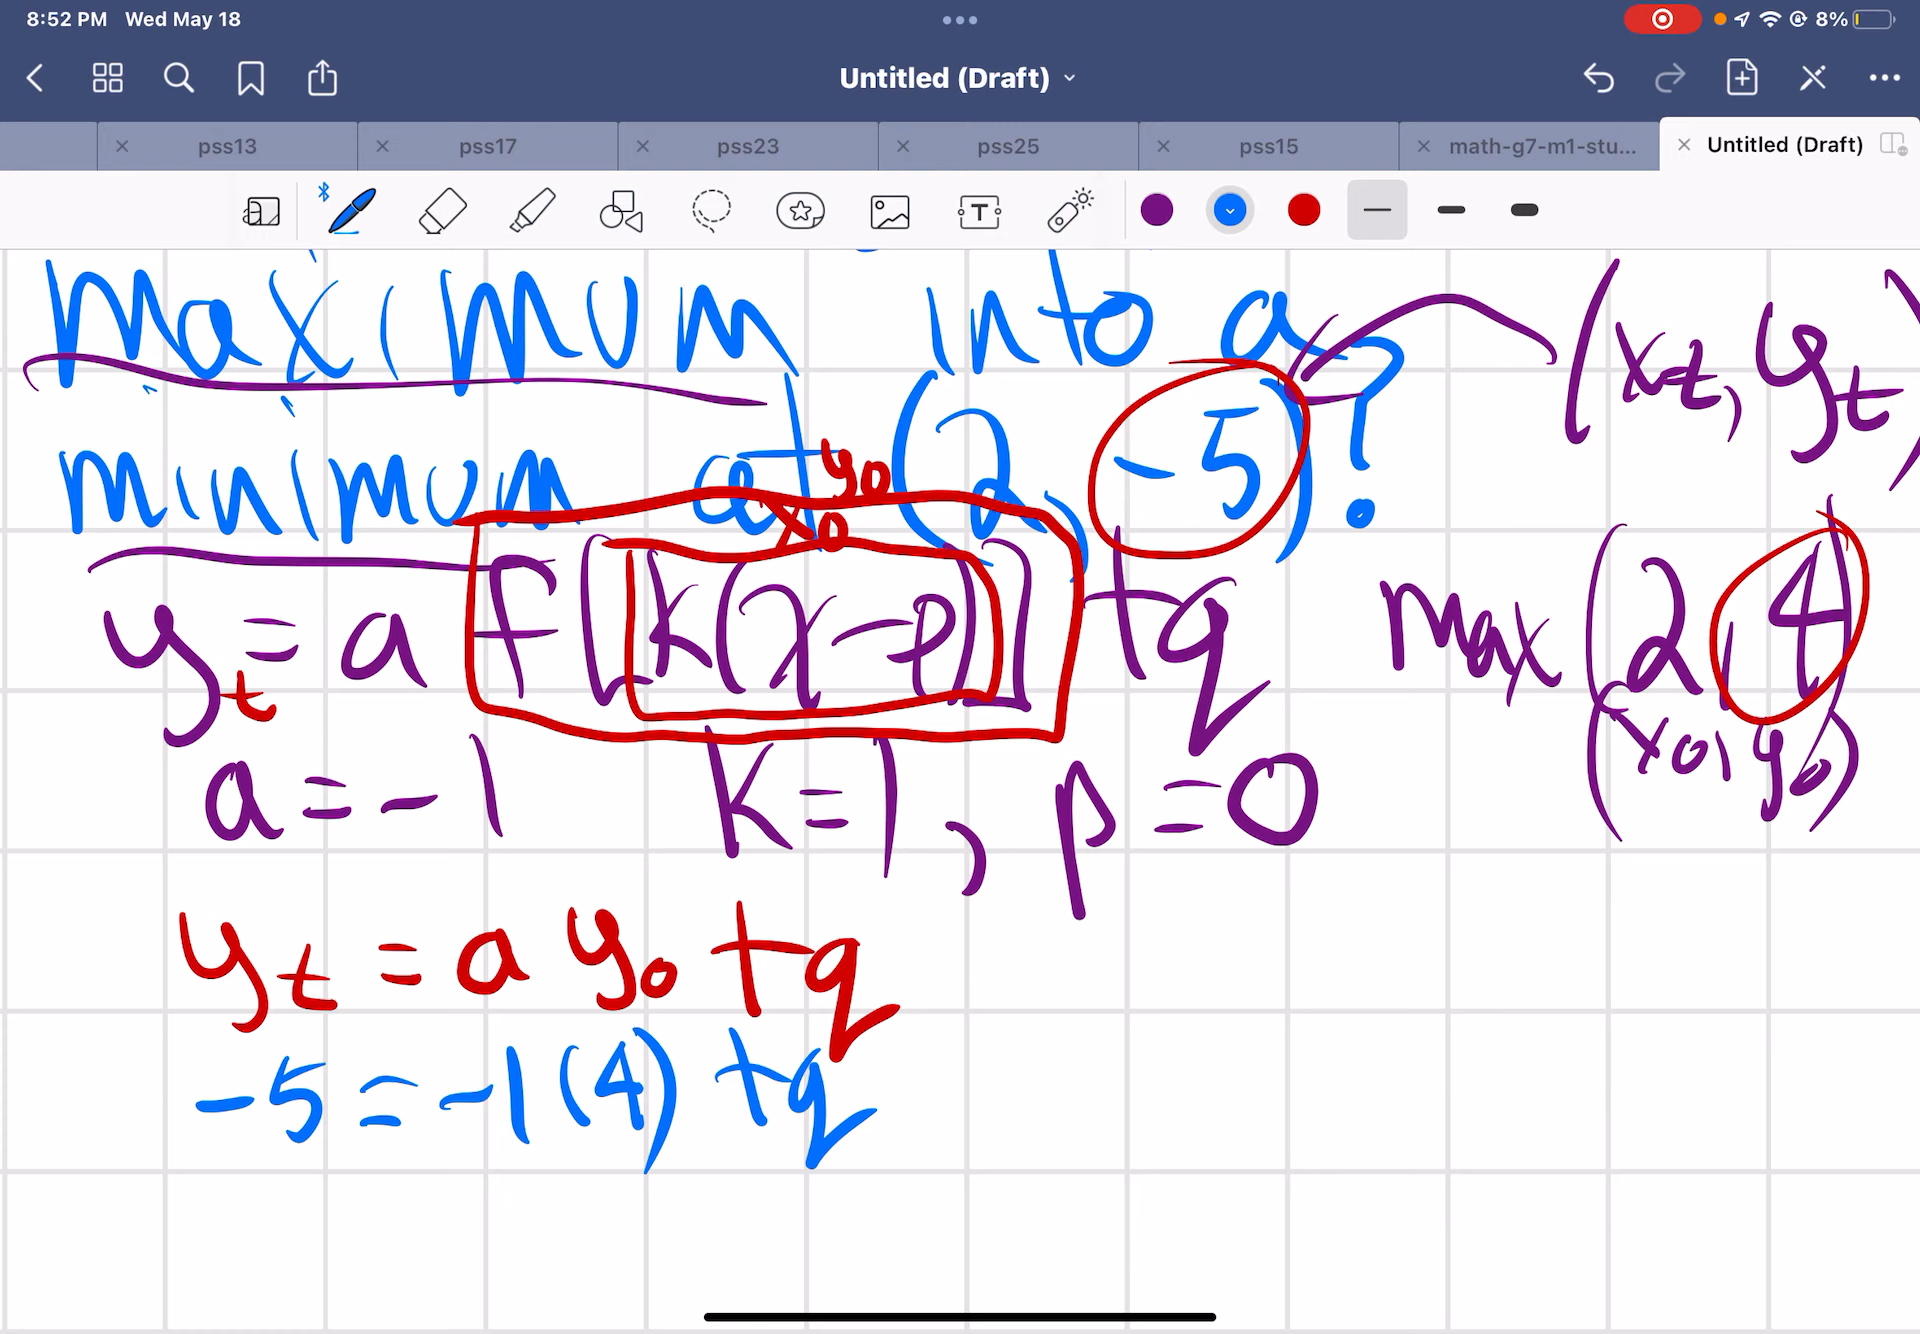 8:52 PM Wed May 18
8%
Untitled (Draft)
pss13 pss17 pss23 pss25 pss15 math-g7-m1-stu... Untitled (Draft)
maximum into a
(xt, yt)
minimum at (2, -5)?
y0
x0
yt = a f[k(x-p)] + q
max (2, 4)
(x0, y0)
a = -1 k = 1, p = 0
yt = a y0 + q
-5 = -1(4) + q